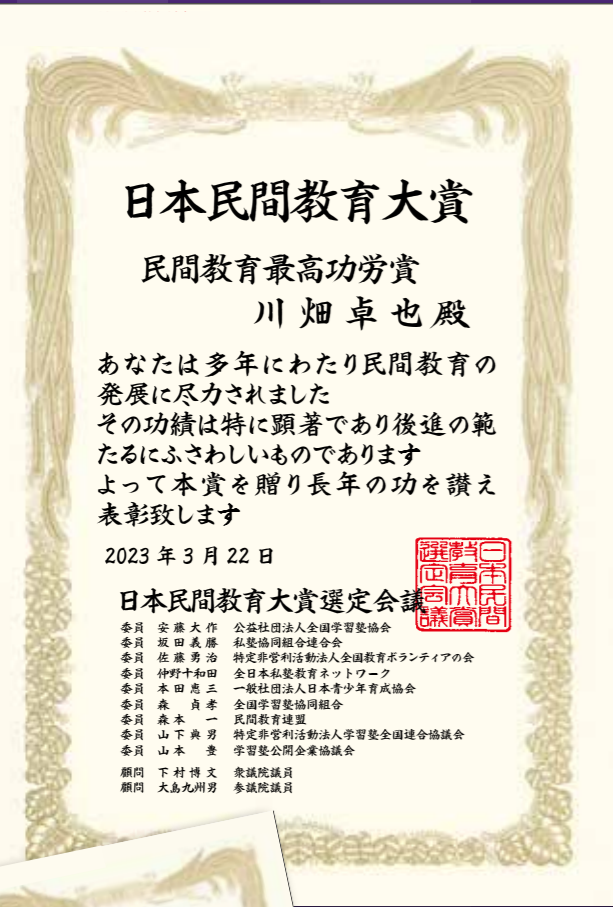 日本民間教育大賞
民間教育最高功労賞
川畑卓也殿
あなたは多年にわたり民間教育の
発展に尽力されました
その功績は特に顕著であり後進の範
たるにふさわしいものであります
よって本賞を贈り長年の功を讃え
表彰致します
2023年3月22日
日本民間教育大賞選定会議
日本民間教育大賞選定会議
委員 安藤大作 公益社団法人全国学習塾協会
委員 坂田義勝 私塾協同組合連合会
委員 佐藤勇治 特定非営利活動法人全国教育ボランティアの会
委員 仲野十和田 全日本私塾教育ネットワーク
委員 本田恵三 一般社団法人日本青少年育成協会
委員 森 貞孝 全国学習塾協同組合
委員 森本 一 民間教育連盟
委員 山下典男 特定非営利活動法人学習塾全国連合協議会
委員 山本 豊 学習塾公開企業協議会
顧問 下村博文 衆議院議員
顧問 大島九州男 参議院議員